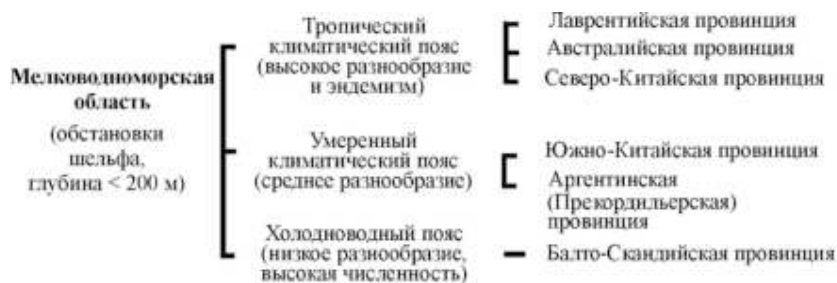 Мелководноморская
область
(обстановки
шельфа,
глубина < 200 м)
Тропический
климатический пояс
(высокое разнообразие
и эндемизм)
Лаврентийская провинция
Австралийская провинция
Северо-Китайская провинция
Умеренный
климатический пояс
(среднее разнообразие)
Южно-Китайская провинция
Аргентинская
(Прекордильерская)
провинция
Холодноводный пояс
(низкое разнообразие,
высокая численность)
Балто-Скандийская провинция